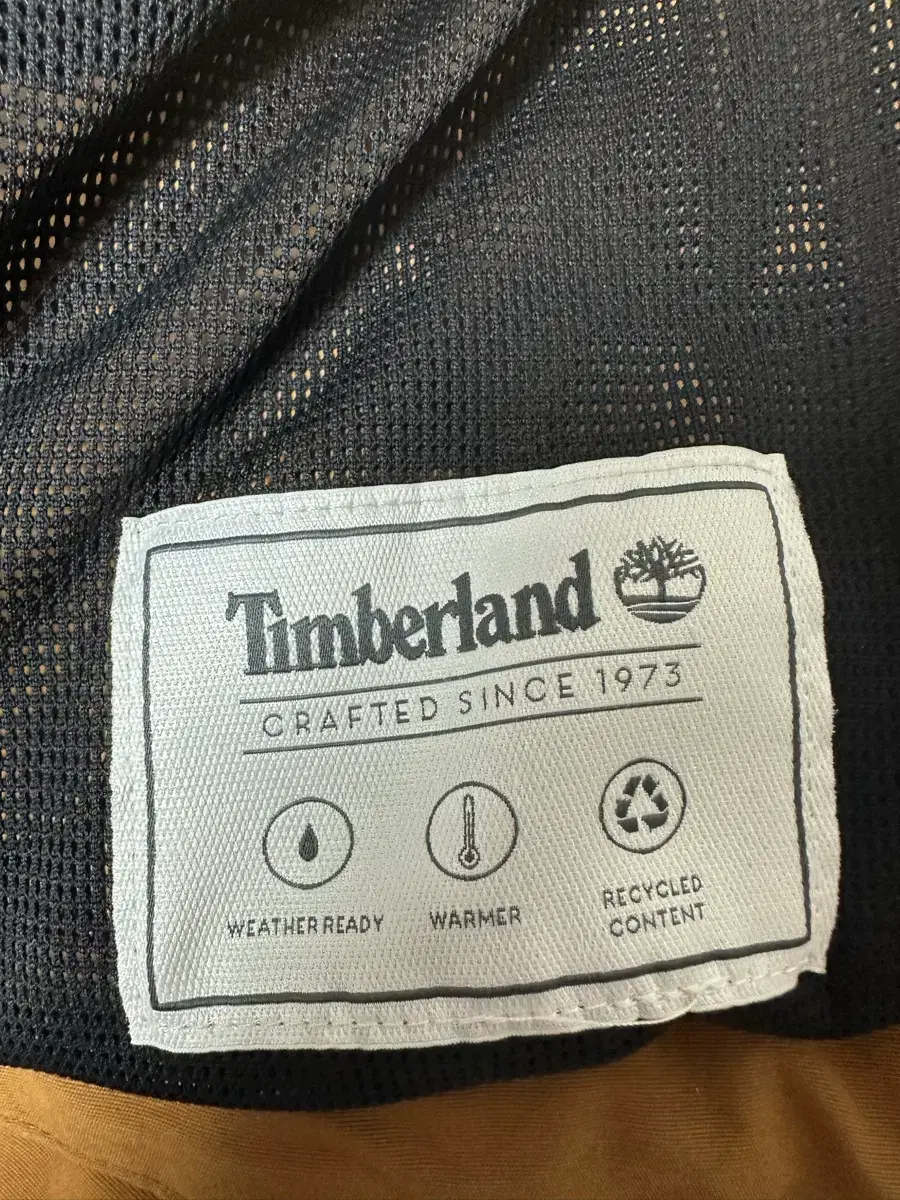 Timberland
CRAFTED SINCE 1973
WEATHER READY
WARMER
RECYCLED
CONTENT